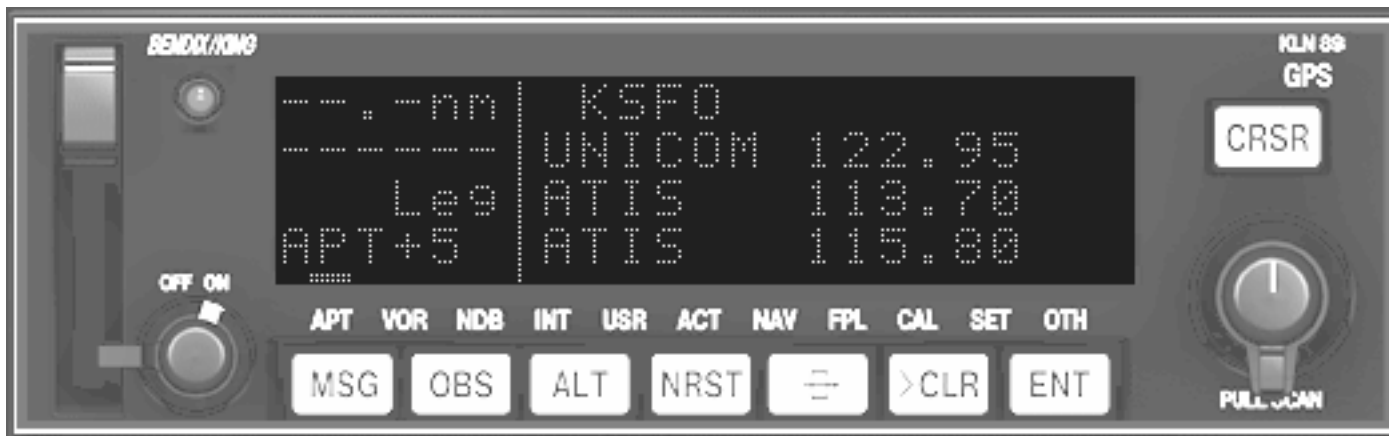 BENDIX/KING
KLN 89
GPS
--.-nm KSFO
------ UNICOM 122.95
Leg ATIS 113.70
APT+5 ATIS 115.80
CRSR
OFF ON
APT VOR NDB INT USR ACT NAV FPL CAL SET OTH
MSG OBS ALT NRST >CLR ENT
PULL SCAN